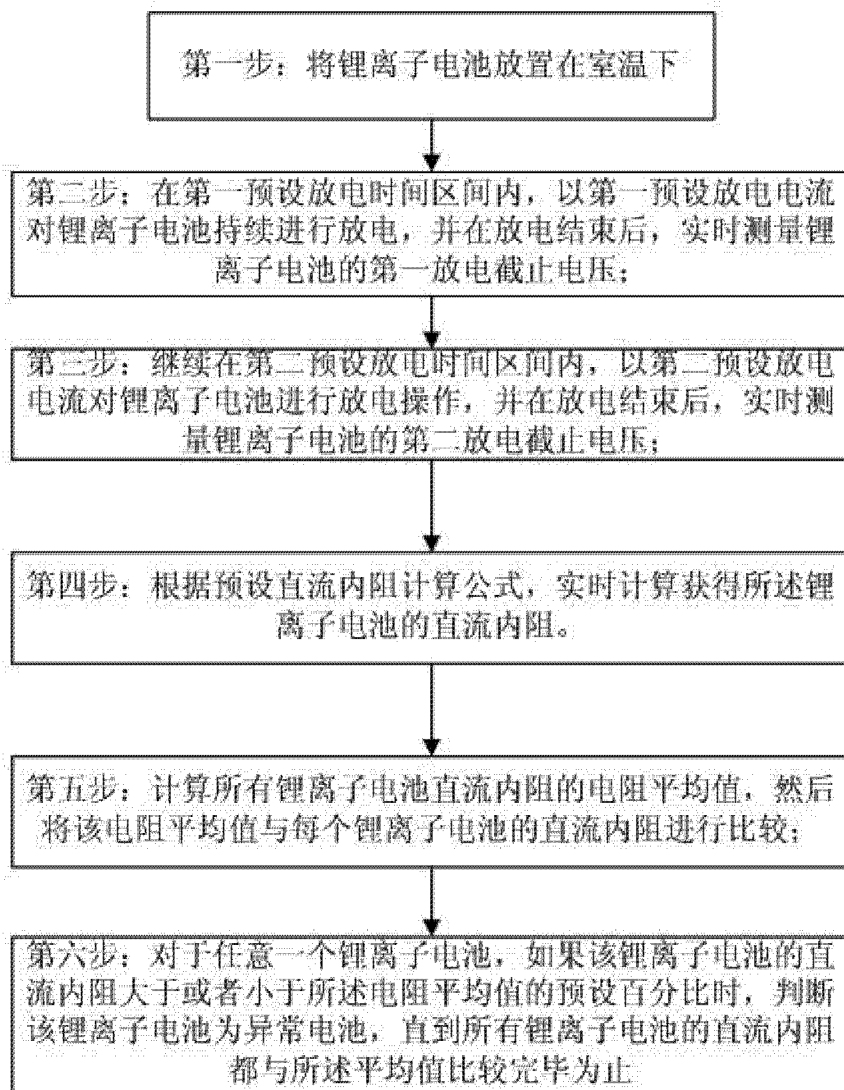 第一步：将锂离子电池放置在室温下
第二步：在第一预设放电时间区间内，以第一预设放电电流
对锂离子电池持续进行放电，并在放电结束后，实时测量锂
离子电池的第一放电截止电压；
第三步：继续在第二预设放电时间区间内，以第二预设放电
电流对锂离子电池进行放电操作，并在放电结束后，实时测
量锂离子电池的第二放电截止电压；
第四步：根据预设直流内阻计算公式，实时计算获得所述锂
离子电池的直流内阻。
第五步：计算所有锂离子电池直流内阻的电阻平均值，然后
将该电阻平均值与每个锂离子电池的直流内阻进行比较；
第六步：对于任意一个锂离子电池，如果该锂离子电池的直
流内阻大于或者小于所述电阻平均值的预设百分比时，判断
该锂离子电池为异常电池，直到所有锂离子电池的直流内阻
都与所述平均值比较完毕为止